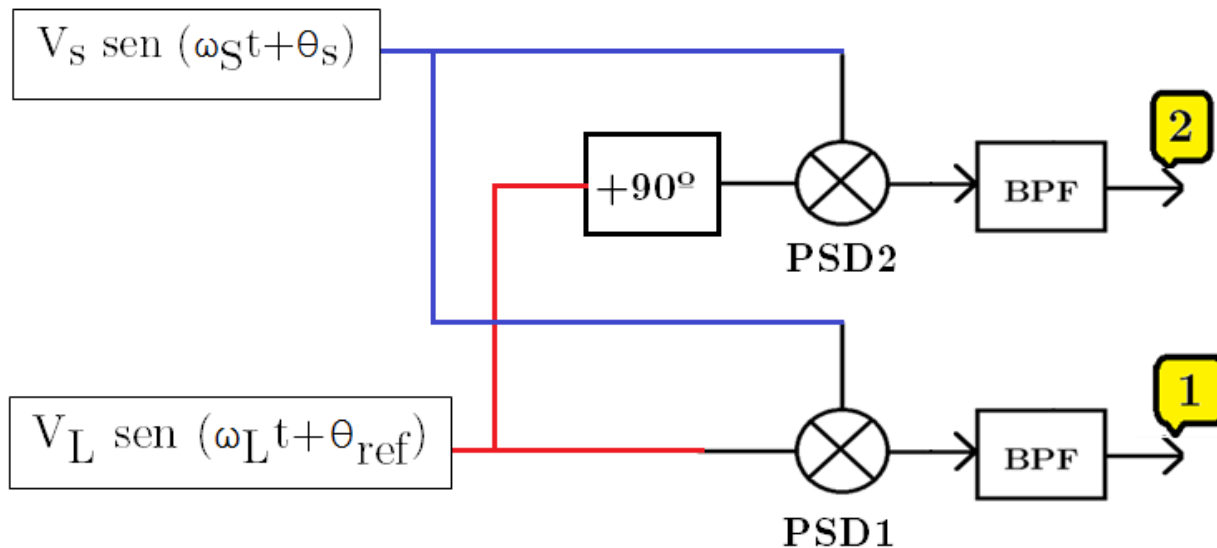 Vs sen (ωSt+θs)
2
+90º
BPF
PSD2
1
VL sen (ωLt+θref)
BPF
PSD1